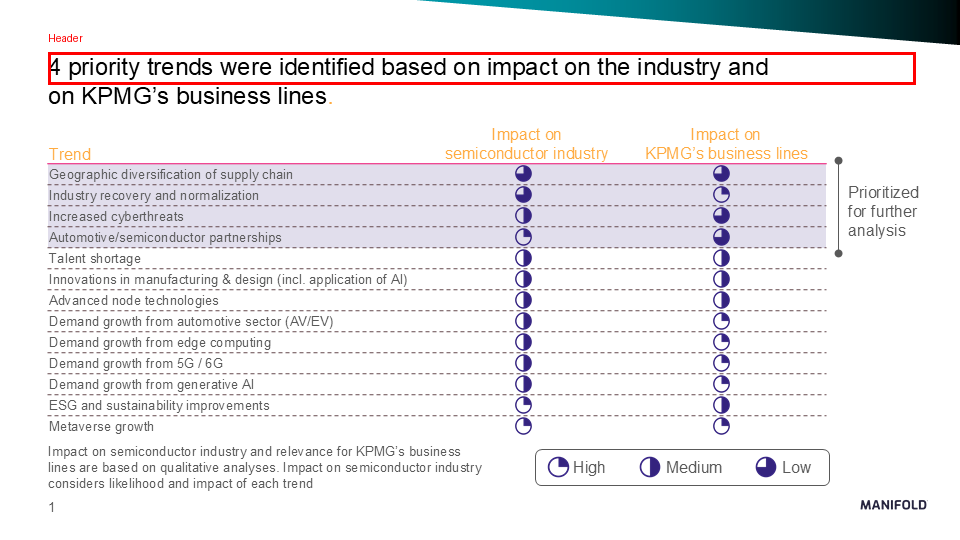 Header
4 priority trends were identified based on impact on the industry and
on KPMG's business lines.
Impact on
semiconductor industry
Impact on
KPMG's business lines
Trend
Geographic diversification of supply chain
Industry recovery and normalization
Increased cyberthreats
Automotive/semiconductor partnerships
Talent shortage
Innovations in manufacturing & design (incl. application of AI)
Advanced node technologies
Demand growth from automotive sector (AV/EV)
Demand growth from edge computing
Demand growth from 5G / 6G
Demand growth from generative AI
ESG and sustainability improvements
Metaverse growth
Prioritized
for further
analysis
Impact on semiconductor industry and relevance for KPMG's business
lines are based on qualitative analyses. Impact on semiconductor industry
considers likelihood and impact of each trend
High Medium Low
1
MANIFOLD